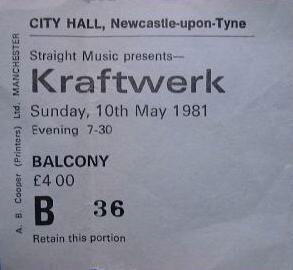 CITY HALL, Newcastle-upon-Tyne
Straight Music presents—
Kraftwerk
Sunday, 10th May 1981
Evening 7-30
BALCONY
£4 00
B 36
Retain this portion
A. B. Cooper (Printers) Ltd. MANCHESTER